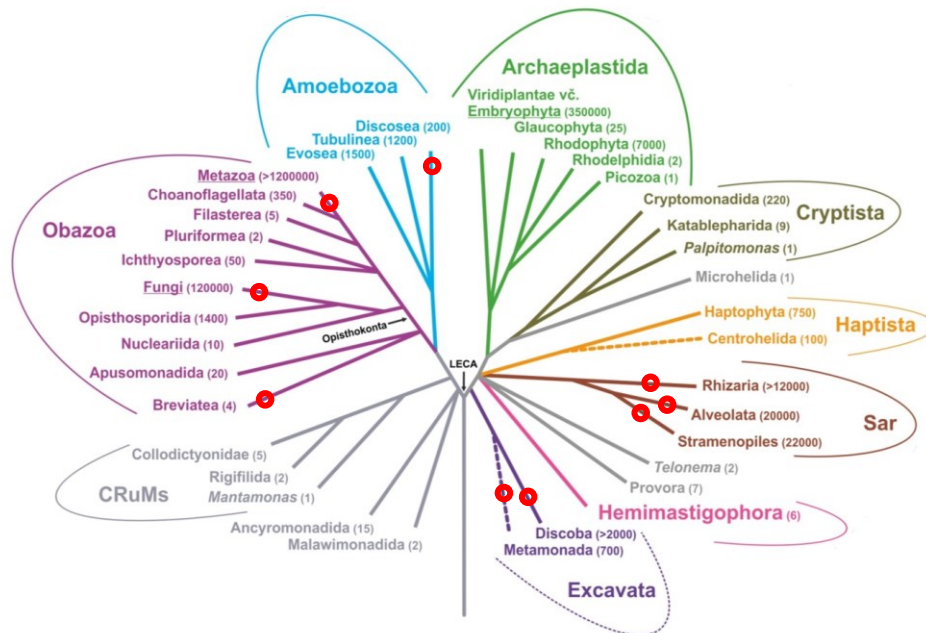 Amoebozoa
Discosea (200)
Tubulinea (1200)
Evosea (1500)
Archaeplastida
Viridiplantae vč.
Embryophyta (350000)
Glaucophyta (25)
Rhodophyta (7000)
Rhodelphidia (2)
Picozoa (1)
Obazoa
Metazoa (>1200000)
Choanoflagellata (350)
Filasterea (5)
Pluriformea (2)
Ichthyosporea (50)
Fungi (120000)
Opisthosporidia (1400)
Nucleariida (10)
Apusomonadida (20)
Breviatea (4)
Opisthokonta
LECA
Cryptomonadida (220)
Katablepharida (9)
Palpitomonas (1)
Cryptista
Microhelida (1)
Haptophyta (750)
Centrohelida (100)
Haptista
Rhizaria (>12000)
Alveolata (20000)
Stramenopiles (22000)
Sar
Telonema (2)
Provora (7)
Hemimastigophora (6)
Collodictyonidae (5)
Rigifilida (2)
Mantamonas (1)
CRuMs
Ancyromonadida (15)
Malawimonadida (2)
Discoba (>2000)
Metamonada (700)
Excavata